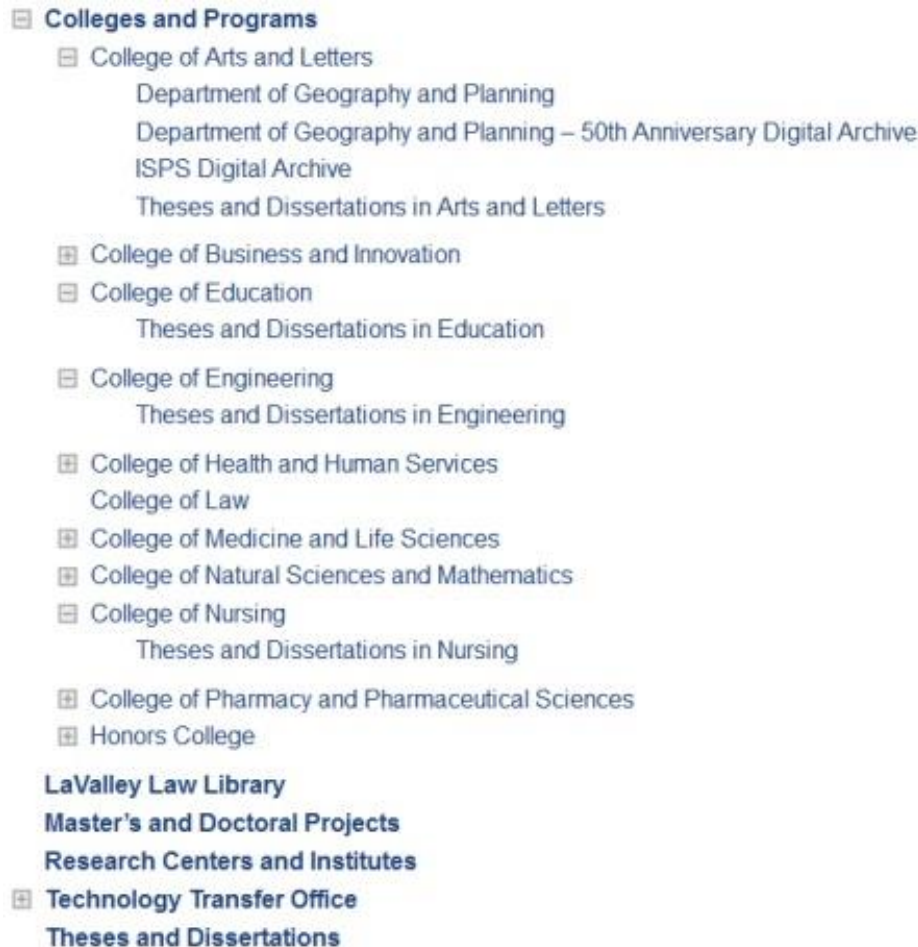 Colleges and Programs
College of Arts and Letters
Department of Geography and Planning
Department of Geography and Planning – 50th Anniversary Digital Archive
ISPS Digital Archive
Theses and Dissertations in Arts and Letters
College of Business and Innovation
College of Education
Theses and Dissertations in Education
College of Engineering
Theses and Dissertations in Engineering
College of Health and Human Services
College of Law
College of Medicine and Life Sciences
College of Natural Sciences and Mathematics
College of Nursing
Theses and Dissertations in Nursing
College of Pharmacy and Pharmaceutical Sciences
Honors College
LaValley Law Library
Master's and Doctoral Projects
Research Centers and Institutes
Technology Transfer Office
Theses and Dissertations